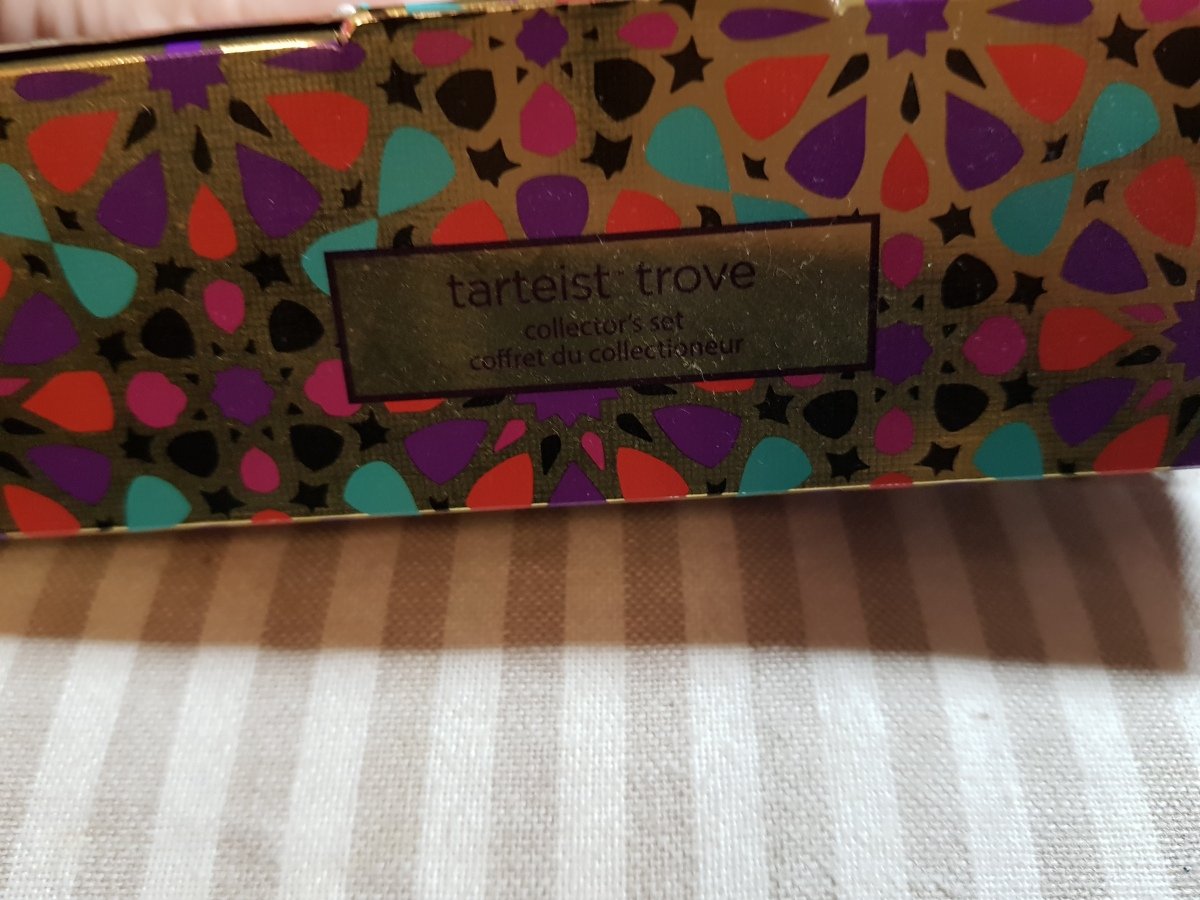 tarteist™ trove
collector's set
coffret du collectioneur